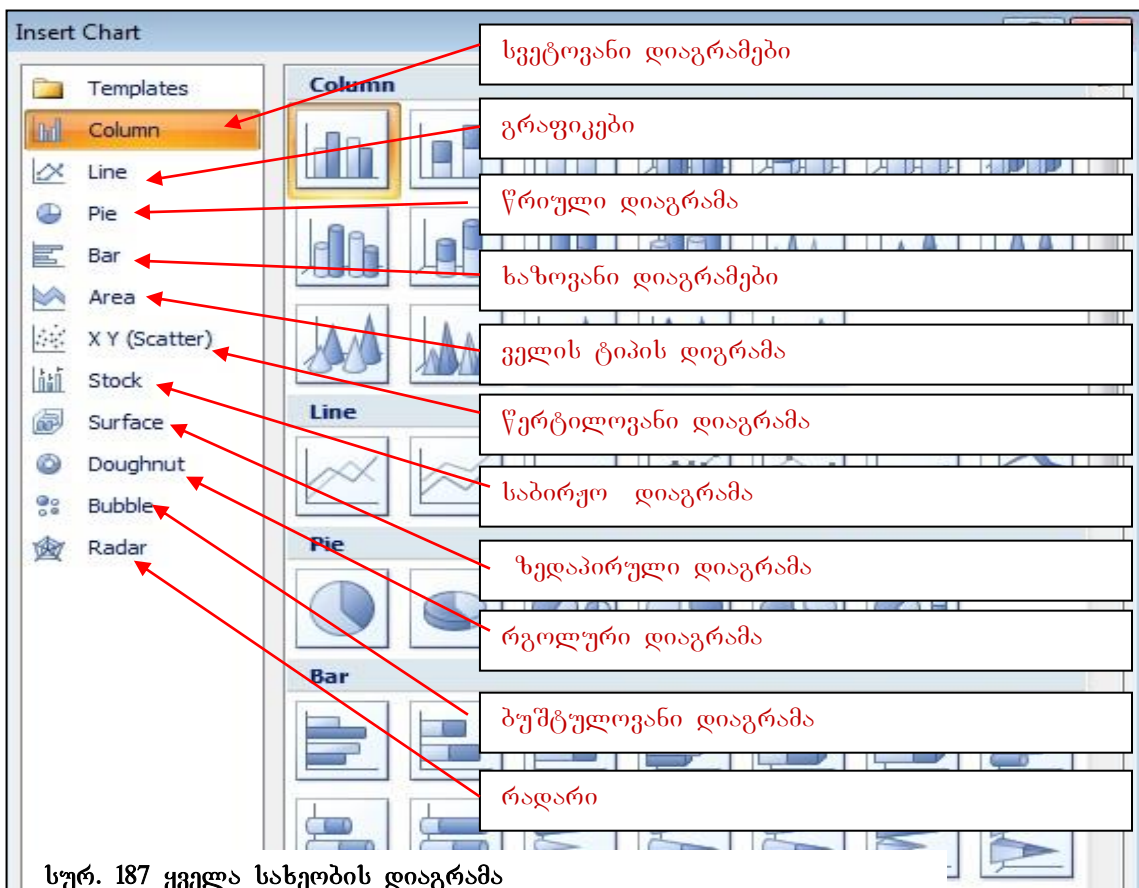 Insert Chart
Templates
Column
Line
Pie
Bar
Area
X Y (Scatter)
Stock
Surface
Doughnut
Bubble
Radar
Column
Line
Pie
Bar
სვეტოვანი დიაგრამები
გრაფიკები
წრიული დიაგრამა
ხაზოვანი დიაგრამები
ველის ტიპის დიგრამა
წერტილოვანი დიაგრამა
საბირჟო დიაგრამა
ზედაპირული დიაგრამა
რგოლური დიაგრამა
ბუშტულოვანი დიაგრამა
რადარი
სურ. 187 ყველა სახეობის დიაგრამა